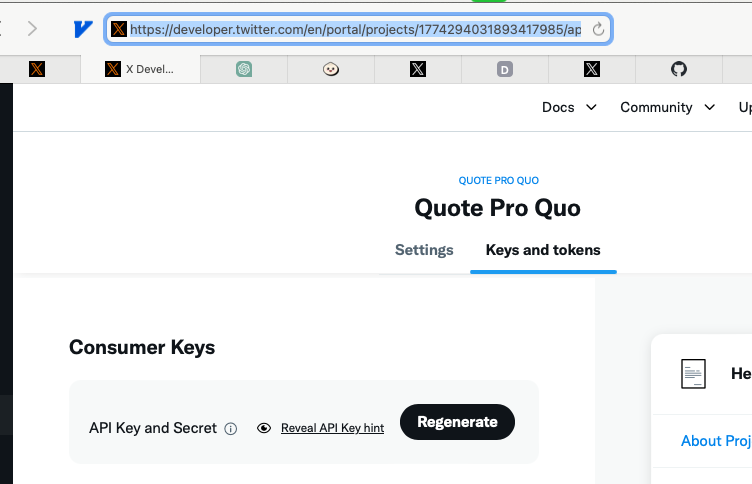 https://developer.twitter.com/en/portal/projects/1774294031893417985/ap
X Devel...
D
Docs
Community
Up
QUOTE PRO QUO
Quote Pro Quo
Settings
Keys and tokens
Consumer Keys
API Key and Secret
Reveal API Key hint
Regenerate
He
About Proj